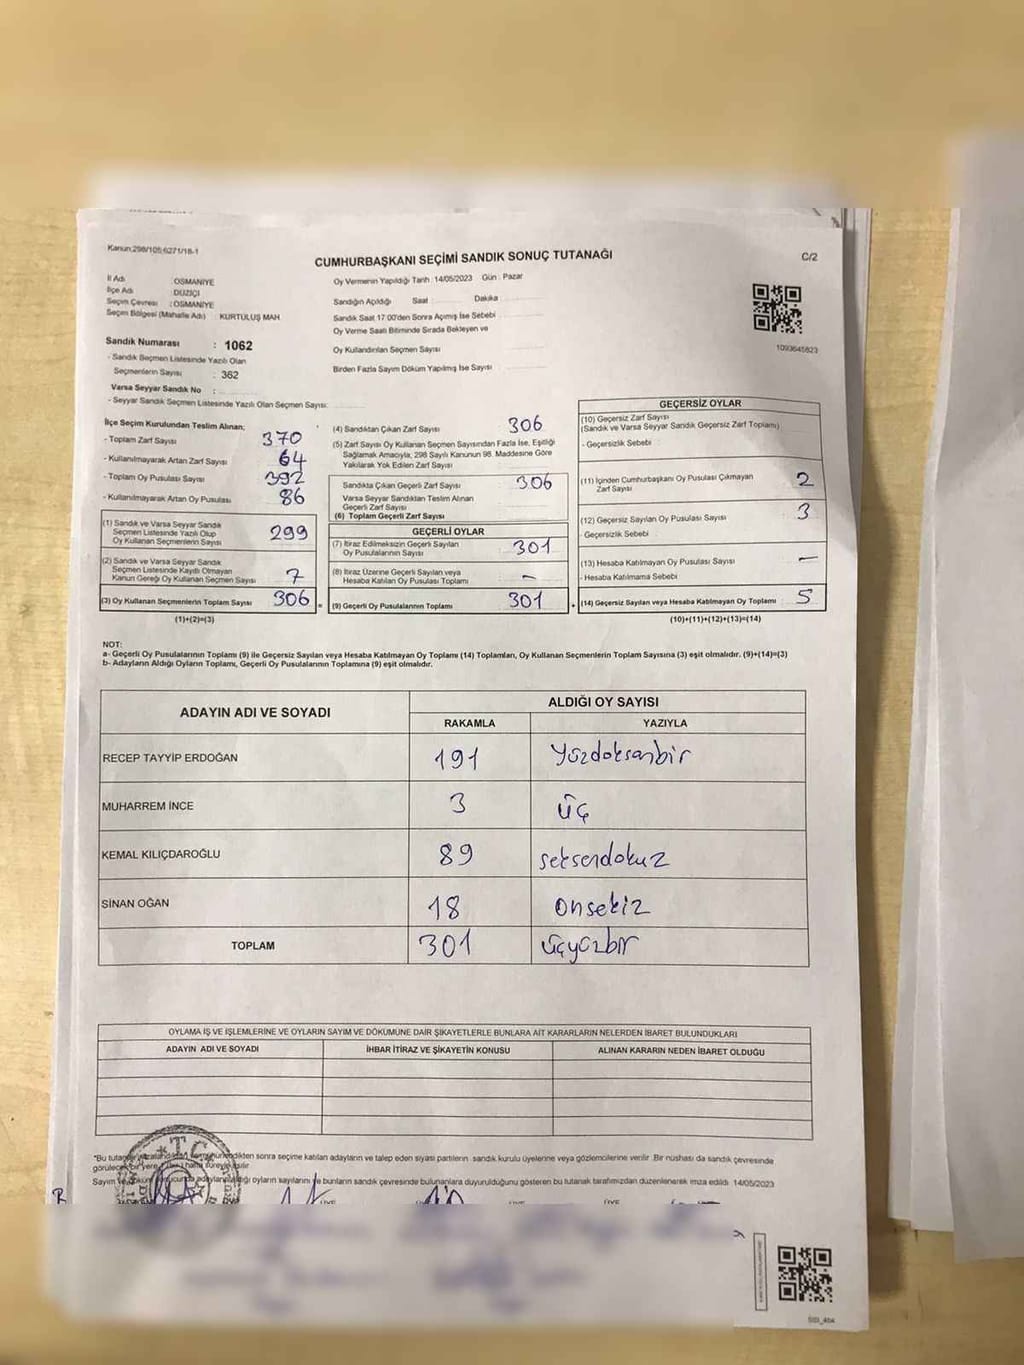 Kanun:298/105;6271/18-1
CUMHURBAŞKANI SEÇİMİ SANDIK SONUÇ TUTANAĞI
C/2
İl Adı OSMANİYE
İlçe Adı DÜZİÇİ
Seçim Çevresi : OSMANİYE
Seçim Bölgesi (Mahalle Adı) KURTULUŞ MAH
Sandık Numarası : 1062
- Sandık Seçmen Listesinde Yazılı Olan
Seçmenlerin Sayısı : 362
Varsa Seyyar Sandık No :
- Seyyar Sandık Seçmen Listesinde Yazılı Olan Seçmen Sayısı:
Oy Vermenin Yapıldığı Tarih :14/05/2023 Gün : Pazar
Sandığın Açıldığı Saat Dakika
Sandık Saat 17:00'den Sonra Açılmış İse Sebebi
Oy Verme Saati Bitiminde Sırada Bekleyen ve
Oy Kullandırılan Seçmen Sayısı
Birden Fazla Sayım Döküm Yapılmış İse Sayısı
1093645823
İlçe Seçim Kurulundan Teslim Alınan;
- Toplam Zarf Sayısı 370
- Kullanılmayarak Artan Zarf Sayısı 64
- Toplam Oy Pusulası Sayısı 392
- Kullanılmayarak Artan Oy Pusulası 86
(1) Sandık ve Varsa Seyyar Sandık
Seçmen Listesinde Yazılı Olup
Oy Kullanan Seçmenlerin Sayısı 299
(2) Sandık ve Varsa Seyyar Sandık
Seçmen Listesinde Kayıtlı Olmayan
Kanun Gereği Oy Kullanan Seçmen Sayısı 7
(3) Oy Kullanan Seçmenlerin Toplam Sayısı 306 =
(1)+(2)=(3)
(4) Sandıktan Çıkan Zarf Sayısı 306
(5) Zarf Sayısı Oy Kullanan Seçmen Sayısından Fazla İse, Eşitliği
Sağlamak Amacıyla, 298 Sayılı Kanunun 98. Maddesine Göre
Yakılarak Yok Edilen Zarf Sayısı
Sandıkta Çıkan Geçerli Zarf Sayısı 306
Varsa Seyyar Sandıktan Teslim Alınan
Geçerli Zarf Sayısı
(6) Toplam Geçerli Zarf Sayısı
GEÇERLİ OYLAR
(7) İtiraz Edilmeksizin Geçerli Sayılan
Oy Pusulalarının Sayısı 301
(8) İtiraz Üzerine Geçerli Sayılan veya
Hesaba Katılan Oy Pusulası Toplamı -
(9) Geçerli Oy Pusulalarının Toplamı 301 +
GEÇERSİZ OYLAR
(10) Geçersiz Zarf Sayısı
(Sandık ve Varsa Seyyar Sandık Geçersiz Zarf Toplamı)
- Geçersizlik Sebebi
(11) İçinden Cumhurbaşkanı Oy Pusulası Çıkmayan
Zarf Sayısı 2
(12) Geçersiz Sayılan Oy Pusulası Sayısı 3
- Geçersizlik Sebebi
(13) Hesaba Katılmayan Oy Pusulası Sayısı -
- Hesaba Katılmama Sebebi
(14) Geçersiz Sayılan veya Hesaba Katılmayan Oy Toplamı 5
(10)+(11)+(12)+(13)=(14)
NOT:
a- Geçerli Oy Pusulalarının Toplamı (9) ile Geçersiz Sayılan veya Hesaba Katılmayan Oy Toplamı (14) Toplamları, Oy Kullanan Seçmenlerin Toplam Sayısına (3) eşit olmalıdır. (9)+(14)=(3)
b- Adayların Aldığı Oyların Toplamı, Geçerli Oy Pusulalarının Toplamına (9) eşit olmalıdır.
ADAYIN ADI VE SOYADI
ALDIĞI OY SAYISI
RAKAMLA YAZIYLA
RECEP TAYYİP ERDOĞAN 191 Yüzdoksanbir
MUHARREM İNCE 3 üç
KEMAL KILIÇDAROĞLU 89 seksendokuz
SİNAN OĞAN 18 onsekiz
TOPLAM 301 üçyüzbir
OYLAMA İŞ VE İŞLEMLERİNE VE OYLARIN SAYIM VE DÖKÜMÜNE DAİR ŞİKAYETLERLE BUNLARA AİT KARARLARIN NELERDEN İBARET BULUNDUKLARI
ADAYIN ADI VE SOYADI İHBAR İTİRAZ VE ŞİKAYETİN KONUSU ALINAN KARARIN NEDEN İBARET OLDUĞU
*Bu sonra seçime katılan adayların ve talep eden siyasi partilerin sandık kurulu üyelerine veya gözlemcilerine verilir. Bir nüshası da sandık çevresinde
görülecek bir yere süreyle asılır
Sayım ve oyların sayılarını ve bunların sandık çevresinde bulunanlara duyurulduğunu gösteren bu tutanak tarafımızdan düzenlenerek imza edildi 14/05/2023
T.C.